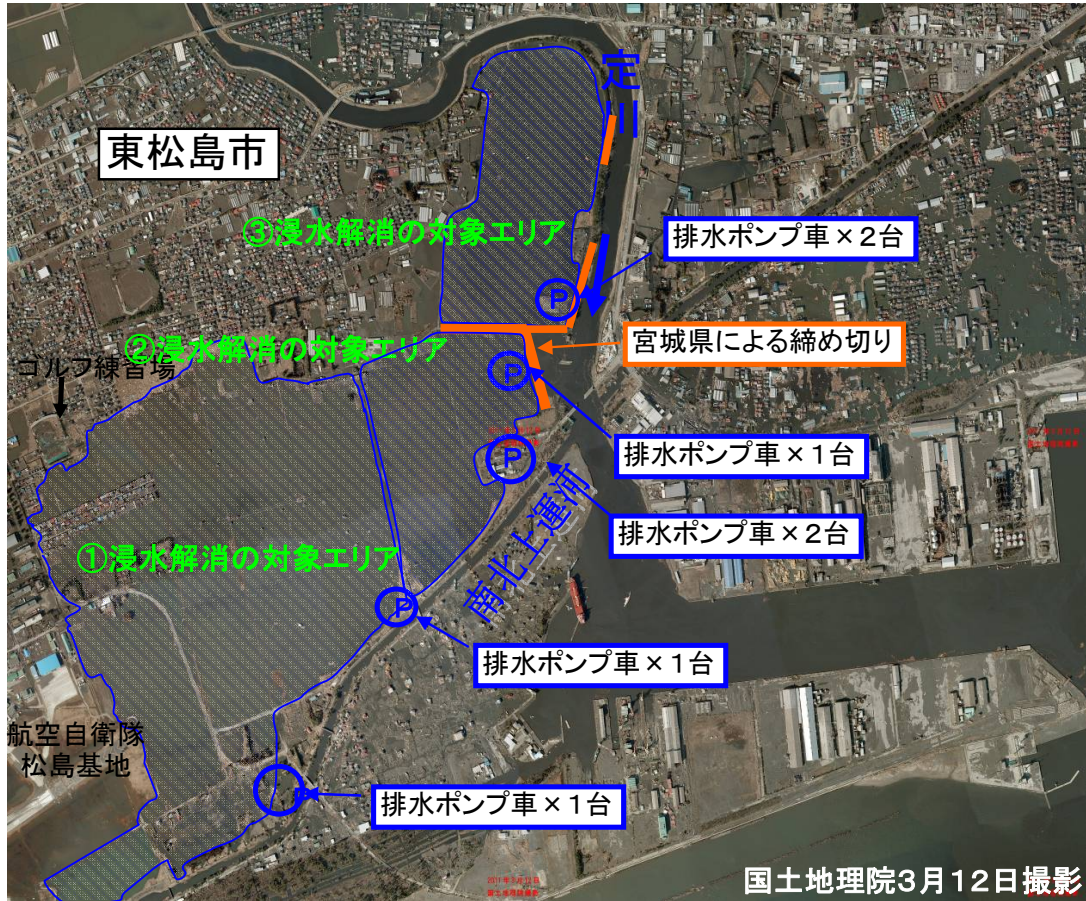 定川
東松島市
③浸水解消の対象エリア
排水ポンプ車×2台
P
宮城県による締め切り
②浸水解消の対象エリア
ゴルフ練習場
P
排水ポンプ車×1台
P
排水ポンプ車×2台
南北上運河
①浸水解消の対象エリア
P
排水ポンプ車×1台
航空自衛隊
松島基地
排水ポンプ車×1台
国土地理院3月12日撮影